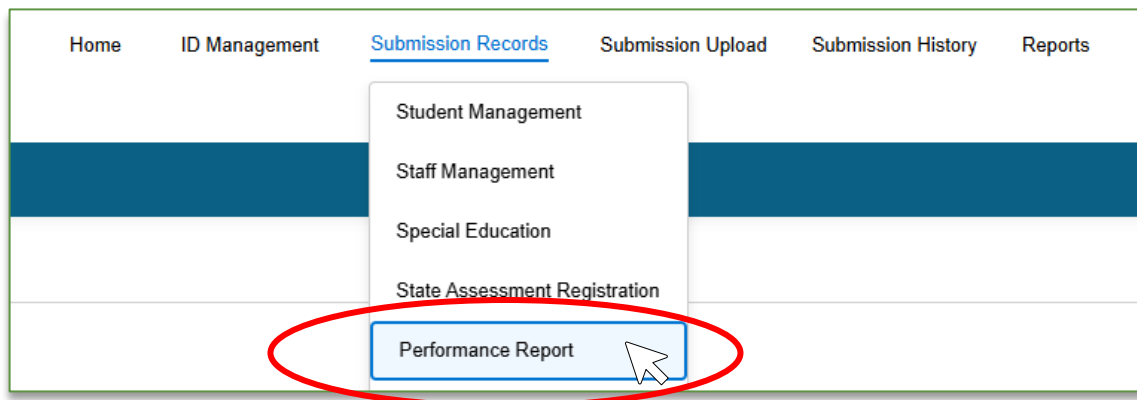 Home ID Management Submission Records Submission Upload Submission History Reports
Student Management
Staff Management
Special Education
State Assessment Registration
Performance Report